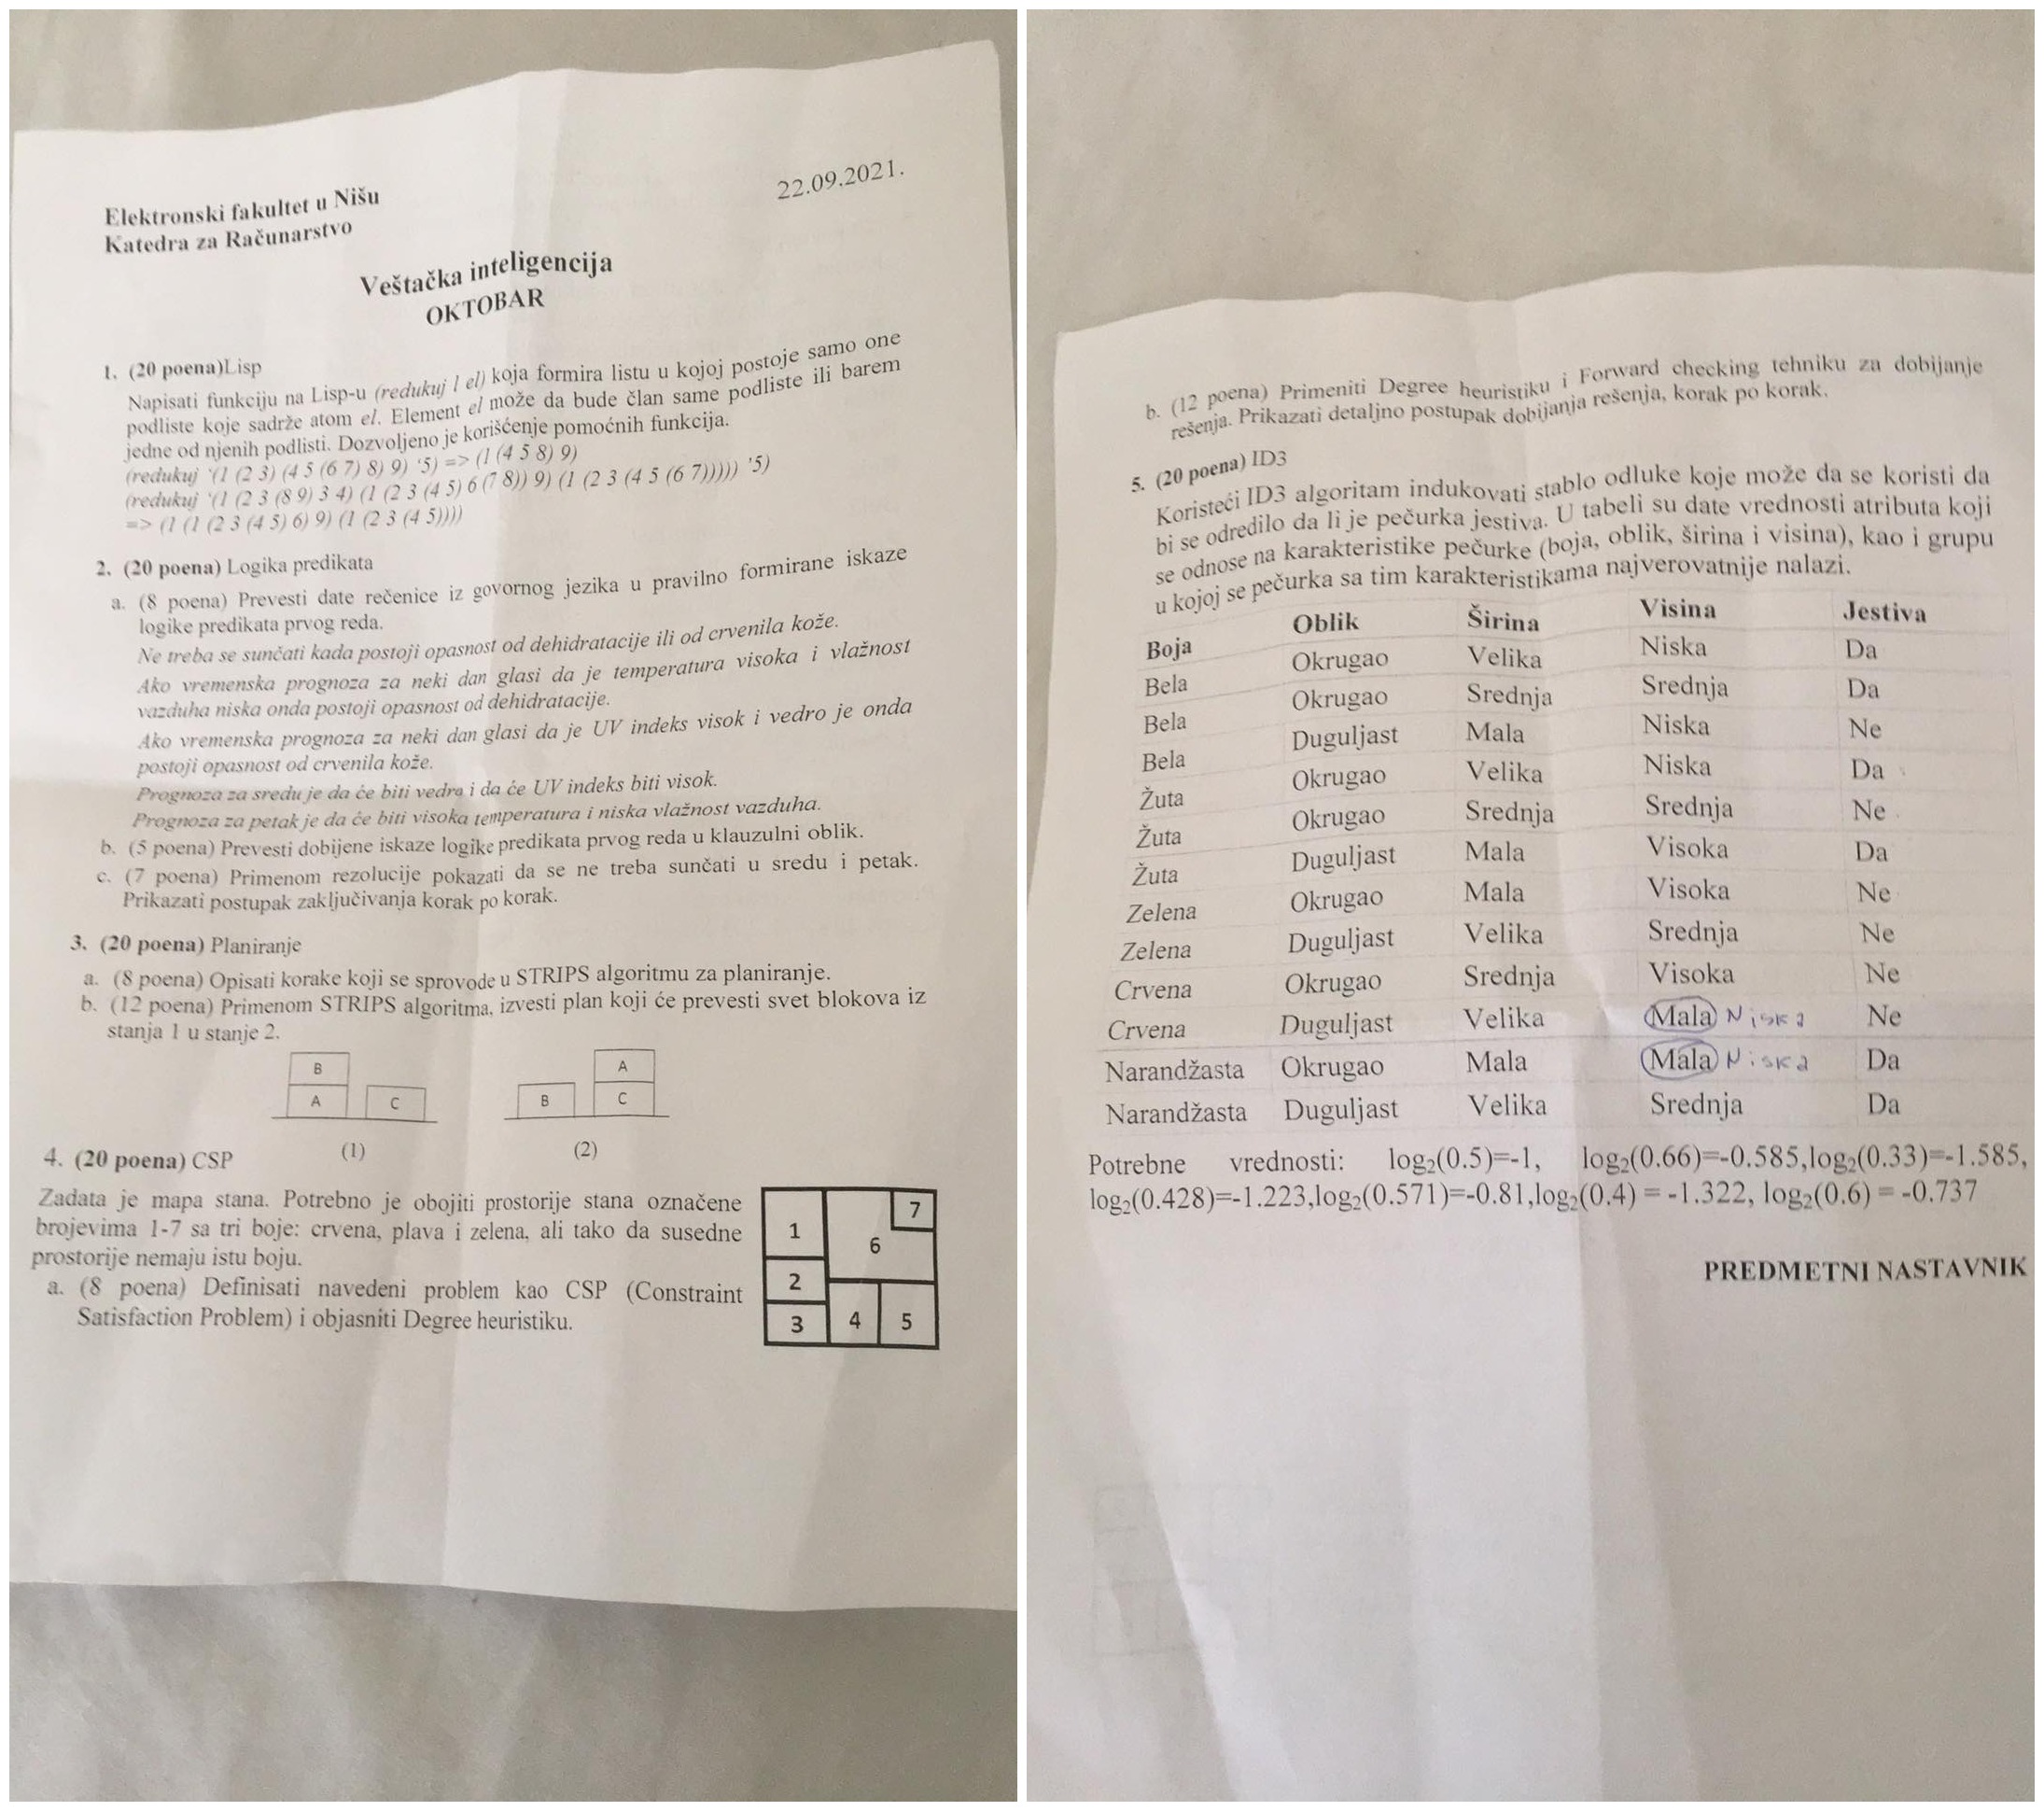 Elektronski fakultet u Nišu
Katedra za Računarstvo
22.09.2021.
Veštačka inteligencija
OKTOBAR
1. (20 poena)Lisp
Napisati funkciju na Lisp-u (redukuj l el) koja formira listu u kojoj postoje samo one
podliste koje sadrže atom el. Element el može da bude član same podliste ili barem
jedne od njenih podlisti. Dozvoljeno je korišćenje pomoćnih funkcija.
(redukuj '(1 (2 3) (4 5 (6 7) 8) 9) '5) => (1 (4 5 8) 9)
(redukuj '(1 (2 3 (8 9) 3 4) (1 (2 3 (4 5) 6 (7 8)) 9) (1 (2 3 (4 5 (6 7))))) '5)
=> (1 (1 (2 3 (4 5) 6) 9) (1 (2 3 (4 5))))
2. (20 poena) Logika predikata
a. (8 poena) Prevesti date rečenice iz govornog jezika u pravilno formirane iskaze
logike predikata prvog reda.
Ne treba se sunčati kada postoji opasnost od dehidratacije ili od crvenila kože.
Ako vremenska prognoza za neki dan glasi da je temperatura visoka i vlažnost
vazduha niska onda postoji opasnost od dehidratacije.
Ako vremenska prognoza za neki dan glasi da je UV indeks visok i vedro je onda
postoji opasnost od crvenila kože.
Prognoza za sredu je da će biti vedro i da će UV indeks biti visok.
Prognoza za petak je da će biti visoka temperatura i niska vlažnost vazduha.
b. (5 poena) Prevesti dobijene iskaze logike predikata prvog reda u klauzulni oblik.
c. (7 poena) Primenom rezolucije pokazati da se ne treba sunčati u sredu i petak.
Prikazati postupak zaključivanja korak po korak.
3. (20 poena) Planiranje
a. (8 poena) Opisati korake koji se sprovode u STRIPS algoritmu za planiranje.
b. (12 poena) Primenom STRIPS algoritma, izvesti plan koji će prevesti svet blokova iz
stanja 1 u stanje 2.
B A
A C B C
(1) (2)
4. (20 poena) CSP
Zadata je mapa stana. Potrebno je obojiti prostorije stana označene
brojevima 1-7 sa tri boje: crvena, plava i zelena, ali tako da susedne
prostorije nemaju istu boju.
a. (8 poena) Definisati navedeni problem kao CSP (Constraint
Satisfaction Problem) i objasniti Degree heuristiku.
7
1
6
2
3 4 5
b. (12 poena) Primeniti Degree heuristiku i Forward checking tehniku za dobijanje
rešenja. Prikazati detaljno postupak dobijanja rešenja, korak po korak.
5. (20 poena) ID3
Koristeći ID3 algoritam indukovati stablo odluke koje može da se koristi da
bi se odredilo da li je pečurka jestiva. U tabeli su date vrednosti atributa koji
se odnose na karakteristike pečurke (boja, oblik, širina i visina), kao i grupu
u kojoj se pečurka sa tim karakteristikama najverovatnije nalazi.
Boja Oblik Širina Visina Jestiva
Bela Okrugao Velika Niska Da
Bela Okrugao Srednja Srednja Da
Bela Duguljast Mala Niska Ne
Žuta Okrugao Velika Niska Da
Žuta Okrugao Srednja Srednja Ne
Žuta Duguljast Mala Visoka Da
Zelena Okrugao Mala Visoka Ne
Zelena Duguljast Velika Srednja Ne
Crvena Okrugao Srednja Visoka Ne
Crvena Duguljast Velika Mala Niska Ne
Narandžasta Okrugao Mala Mala Niska Da
Narandžasta Duguljast Velika Srednja Da
Potrebne vrednosti: log₂(0.5)=-1, log₂(0.66)=-0.585,log₂(0.33)=-1.585,
log₂(0.428)=-1.223,log₂(0.571)=-0.81,log₂(0.4) = -1.322, log₂(0.6) = -0.737
PREDMETNI NASTAVNIK